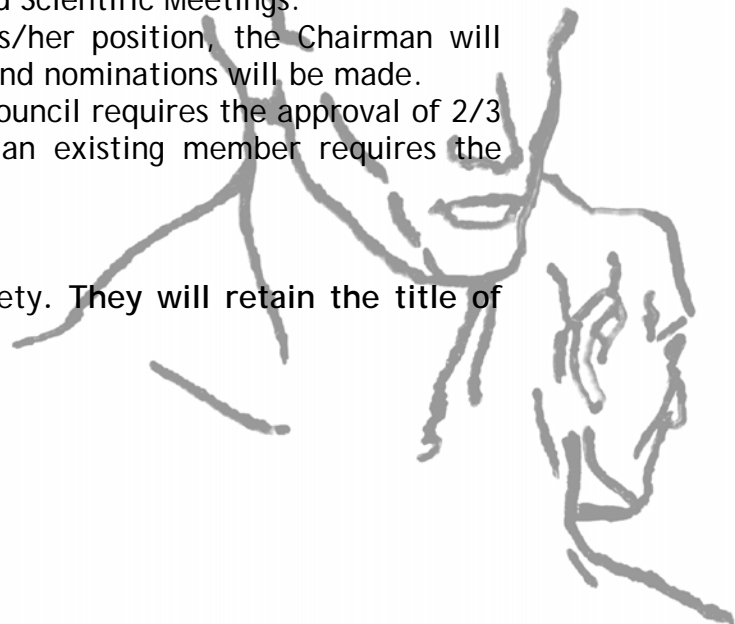 d Scientific Meetings.
s/her position, the Chairman will
nd nominations will be made.
ouncil requires the approval of 2/3
an existing member requires the
ety. They will retain the title of